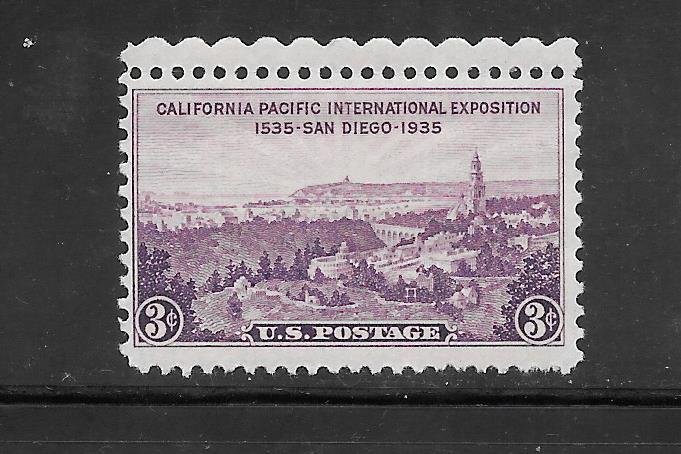 CALIFORNIA PACIFIC INTERNATIONAL EXPOSITION
1535-SAN DIEGO-1935
3¢
U.S. POSTAGE
3¢